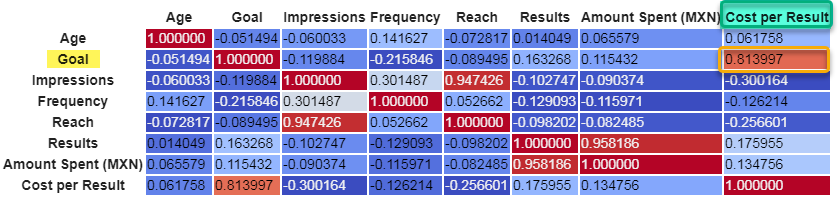 Age Goal Impressions Frequency Reach Results Amount Spent (MXN) Cost per Result
Age 1.000000 -0.051494 -0.060033 0.141627 -0.072817 0.014049 0.065579 0.061758
Goal -0.051494 1.000000 -0.119884 -0.215846 -0.089495 0.163268 0.115432 0.813997
Impressions -0.060033 -0.119884 1.000000 0.301487 0.947426 -0.102747 -0.090374 -0.300164
Frequency 0.141627 -0.215846 0.301487 1.000000 0.052662 -0.129093 -0.115971 -0.126214
Reach -0.072817 -0.089495 0.947426 0.052662 1.000000 -0.098202 -0.082485 -0.256601
Results 0.014049 0.163268 -0.102747 -0.129093 -0.098202 1.000000 0.958186 0.175955
Amount Spent (MXN) 0.065579 0.115432 -0.090374 -0.115971 -0.082485 0.958186 1.000000 0.134756
Cost per Result 0.061758 0.813997 -0.300164 -0.126214 -0.256601 0.175955 0.134756 1.000000